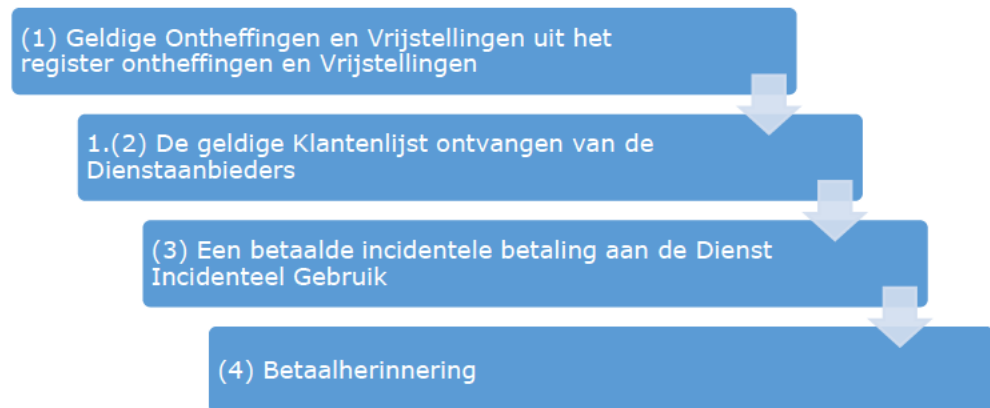 (1) Geldige Ontheffingen en Vrijstellingen uit het
register ontheffingen en Vrijstellingen
1.(2) De geldige Klantenlijst ontvangen van de
Dienstaanbieders
(3) Een betaalde incidentele betaling aan de Dienst
Incidenteel Gebruik
(4) Betaalherinnering